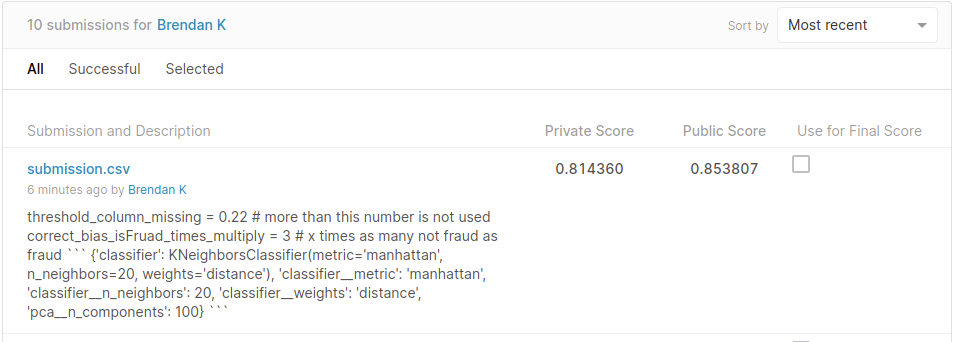 10 submissions for Brendan K
Sort by Most recent
All Successful Selected
Submission and Description Private Score Public Score Use for Final Score
submission.csv 0.814360 0.853807
6 minutes ago by Brendan K
threshold_column_missing = 0.22 # more than this number is not used
correct_bias_isFruad_times_multiply = 3 # x times as many not fraud as
fraud ``` {'classifier': KNeighborsClassifier(metric='manhattan',
n_neighbors=20, weights='distance'), 'classifier__metric': 'manhattan',
'classifier__n_neighbors': 20, 'classifier__weights': 'distance',
'pca__n_components': 100} ```